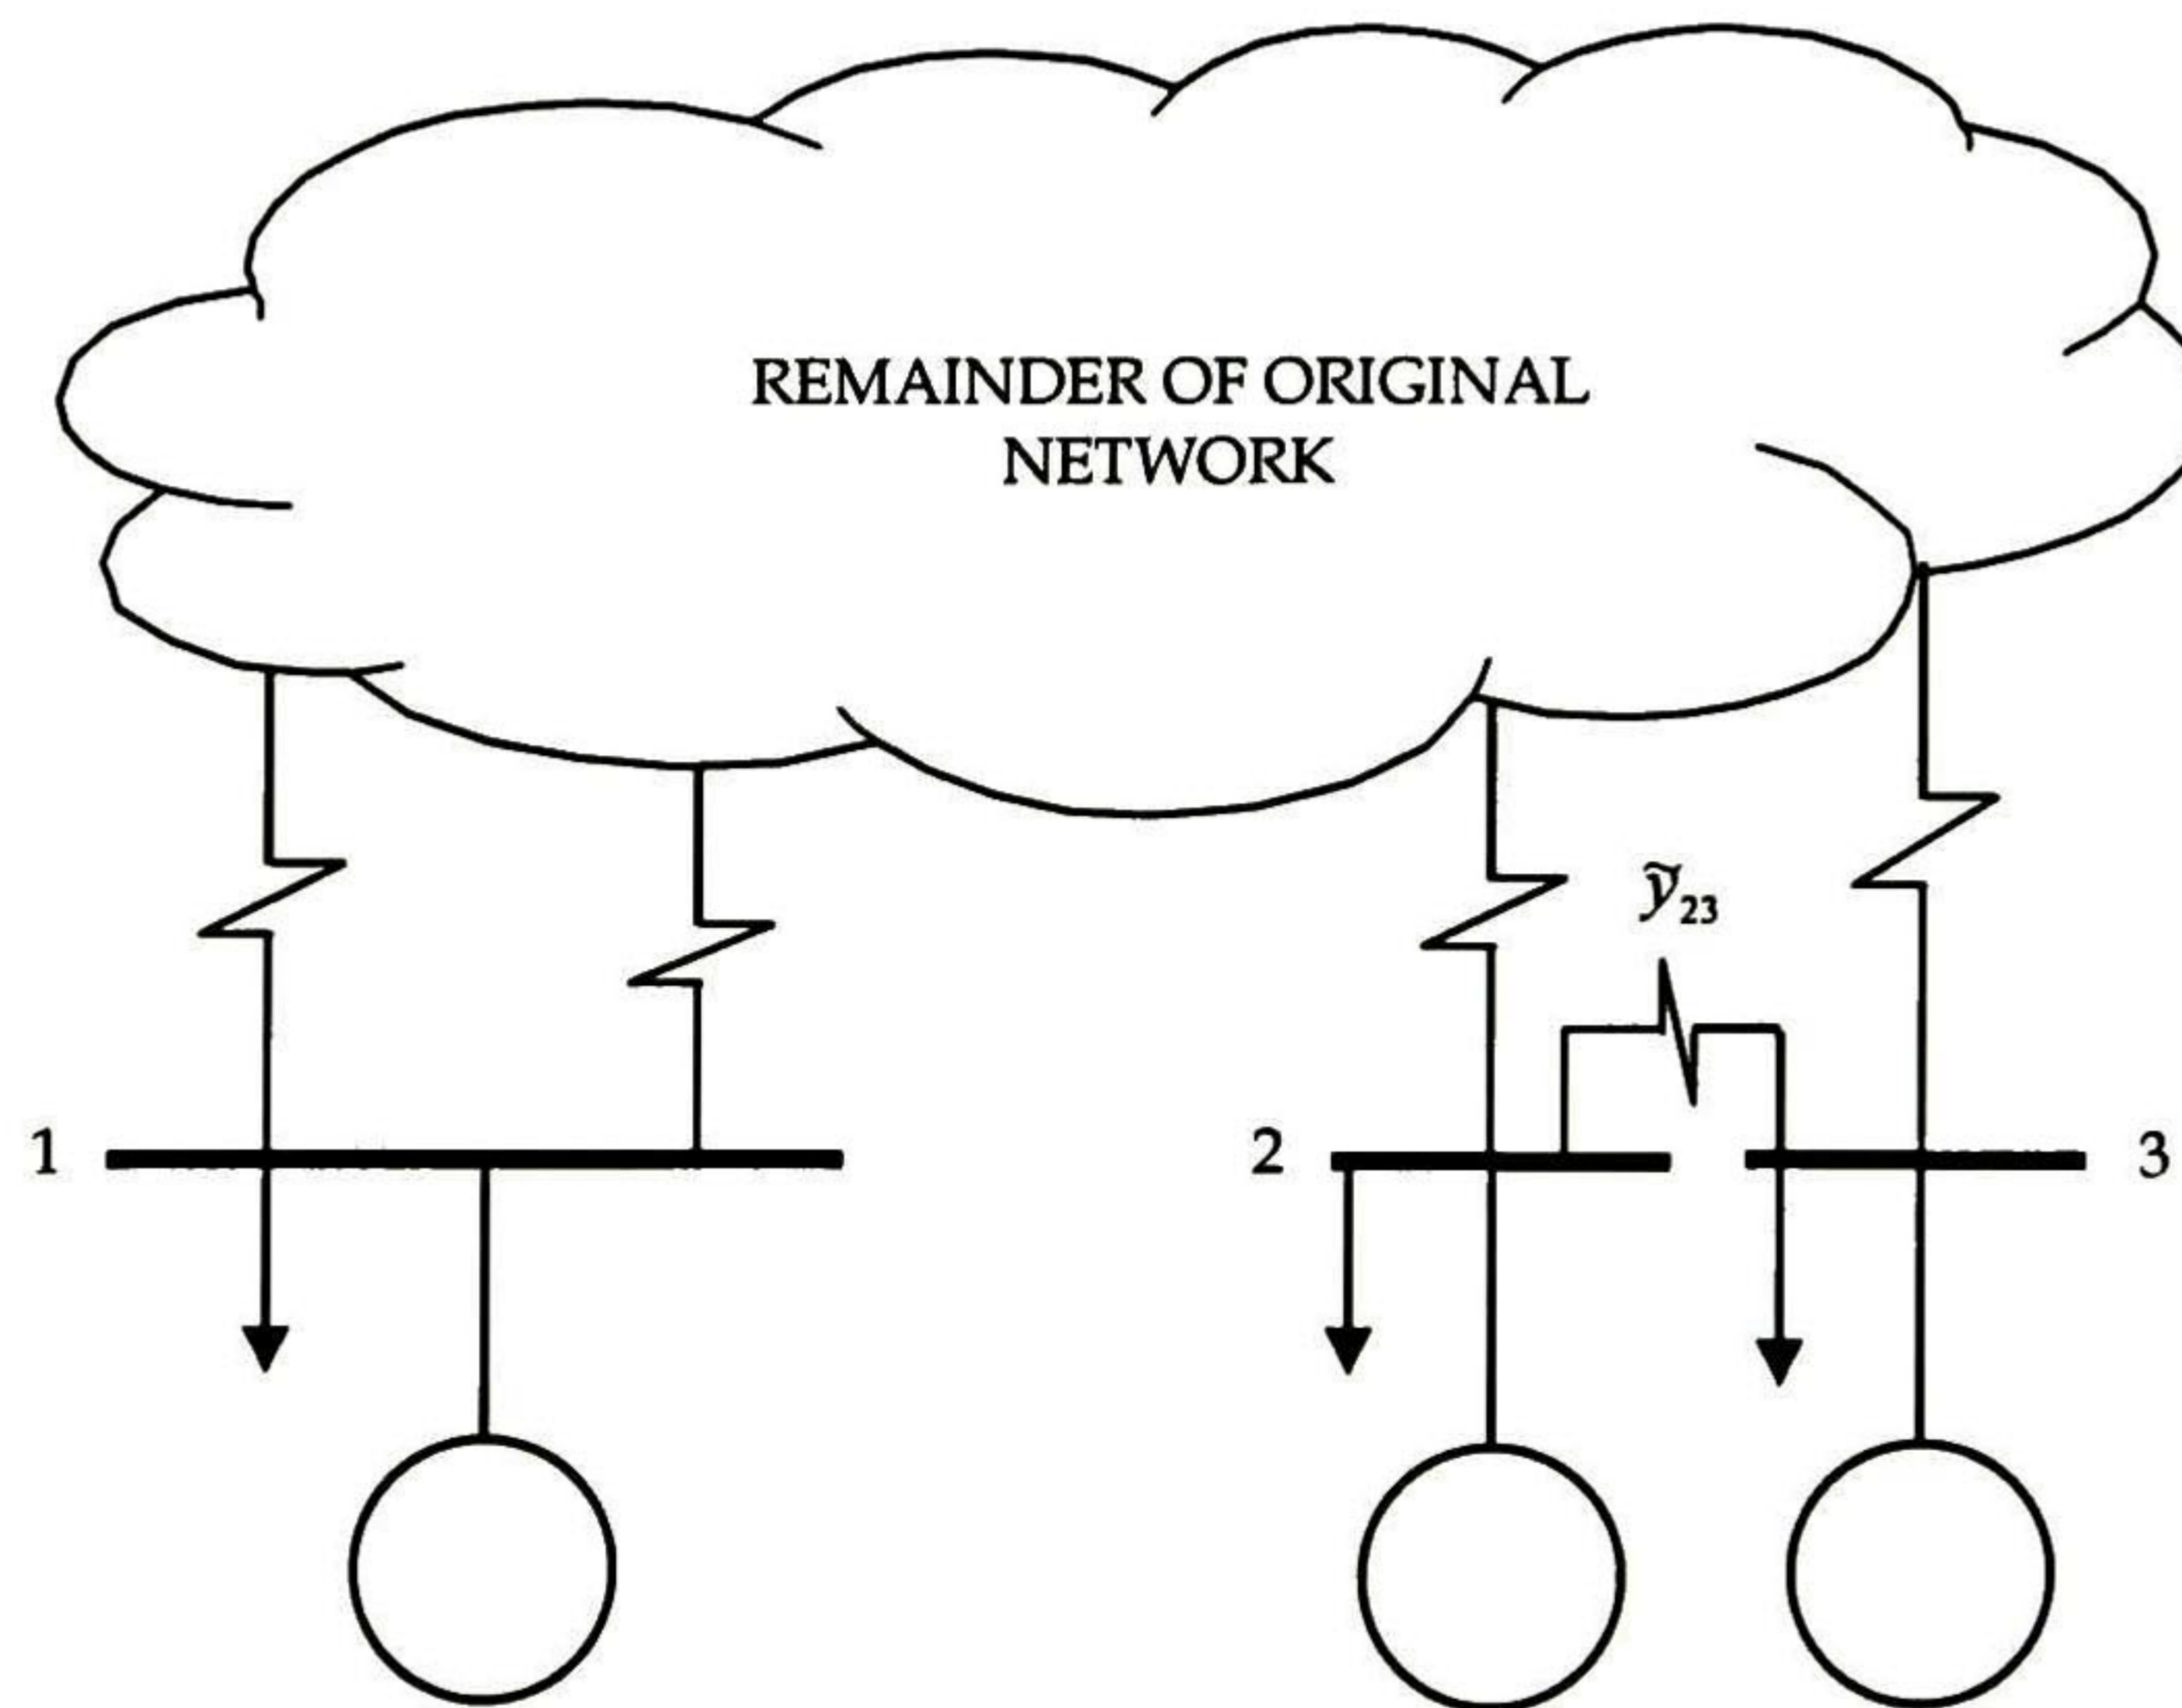 REMAINDER OF ORIGINAL
NETWORK
ỹ₂₃
1
2
3